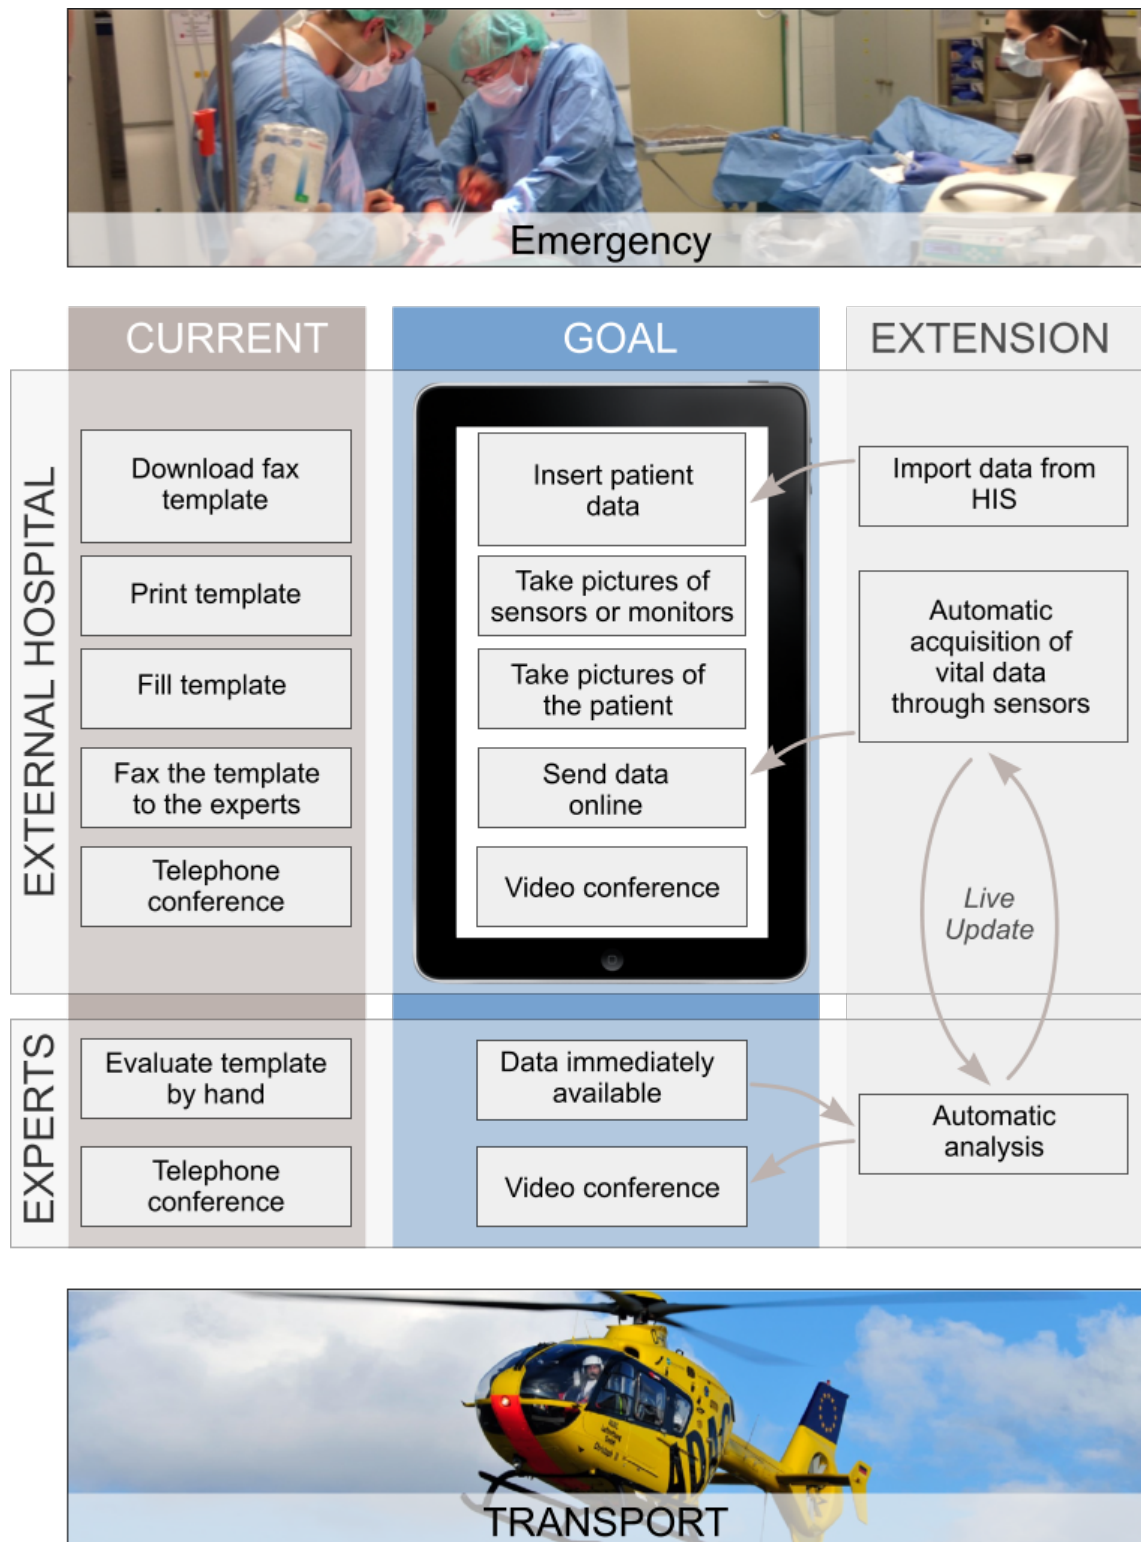 Emergency
CURRENT
GOAL
EXTENSION
EXTERNAL HOSPITAL
Download fax
template
Print template
Fill template
Fax the template
to the experts
Telephone
conference
Insert patient
data
Take pictures of
sensors or monitors
Take pictures of
the patient
Send data
online
Video conference
Import data from
HIS
Automatic
acquisition of
vital data
through sensors
Live
Update
EXPERTS
Evaluate template
by hand
Telephone
conference
Data immediately
available
Video conference
Automatic
analysis
ADAC
TRANSPORT